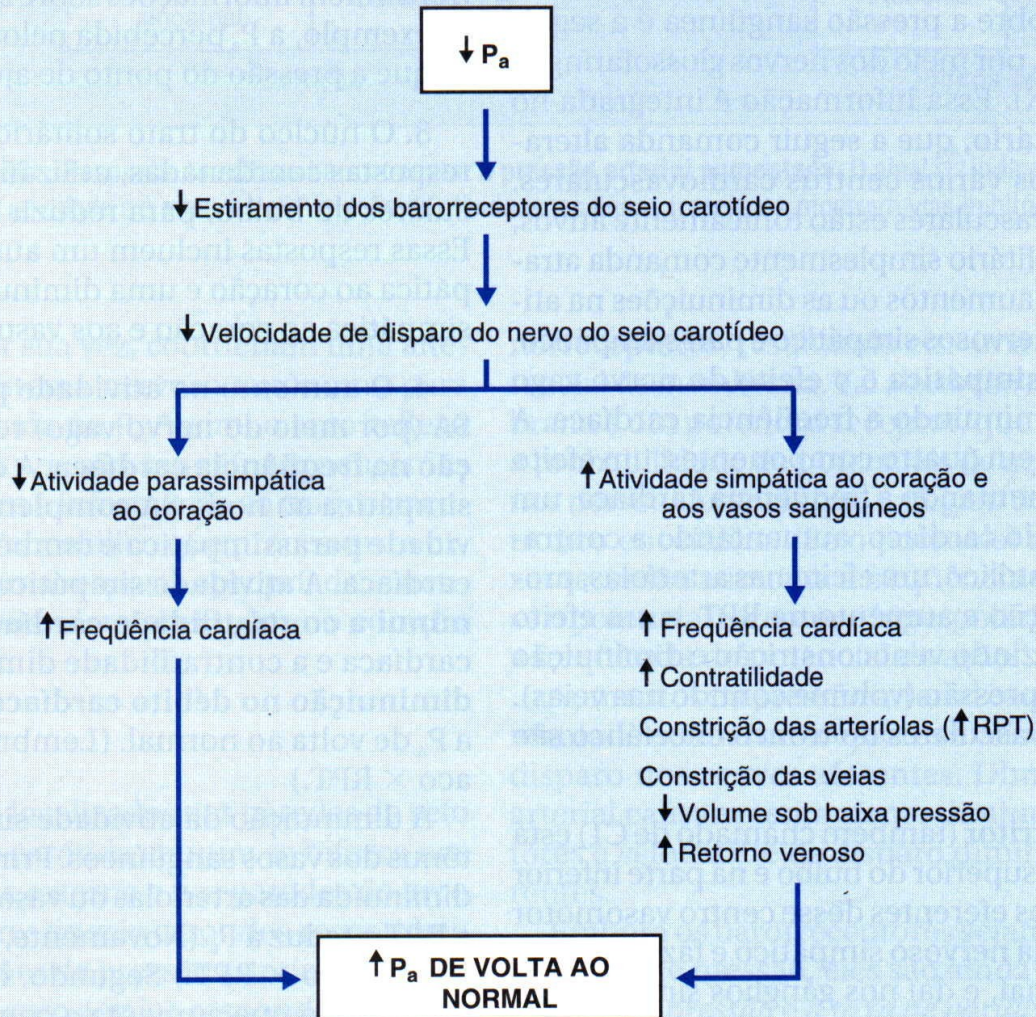 ↓ Pa
↓ Estiramento dos baroreceptores do seio carotídeo
↓ Velocidade de disparo do nervo do seio carotídeo
↓ Atividade parassimpática
ao coração
↑ Freqüência cardíaca
↑ Atividade simpática ao coração e
aos vasos sangüíneos
↑ Freqüência cardíaca
↑ Contratilidade
Constrição das arteríolas (↑RPT)
Constrição das veias
↓ Volume sob baixa pressão
↑ Retorno venoso
↑ Pa DE VOLTA AO
NORMAL